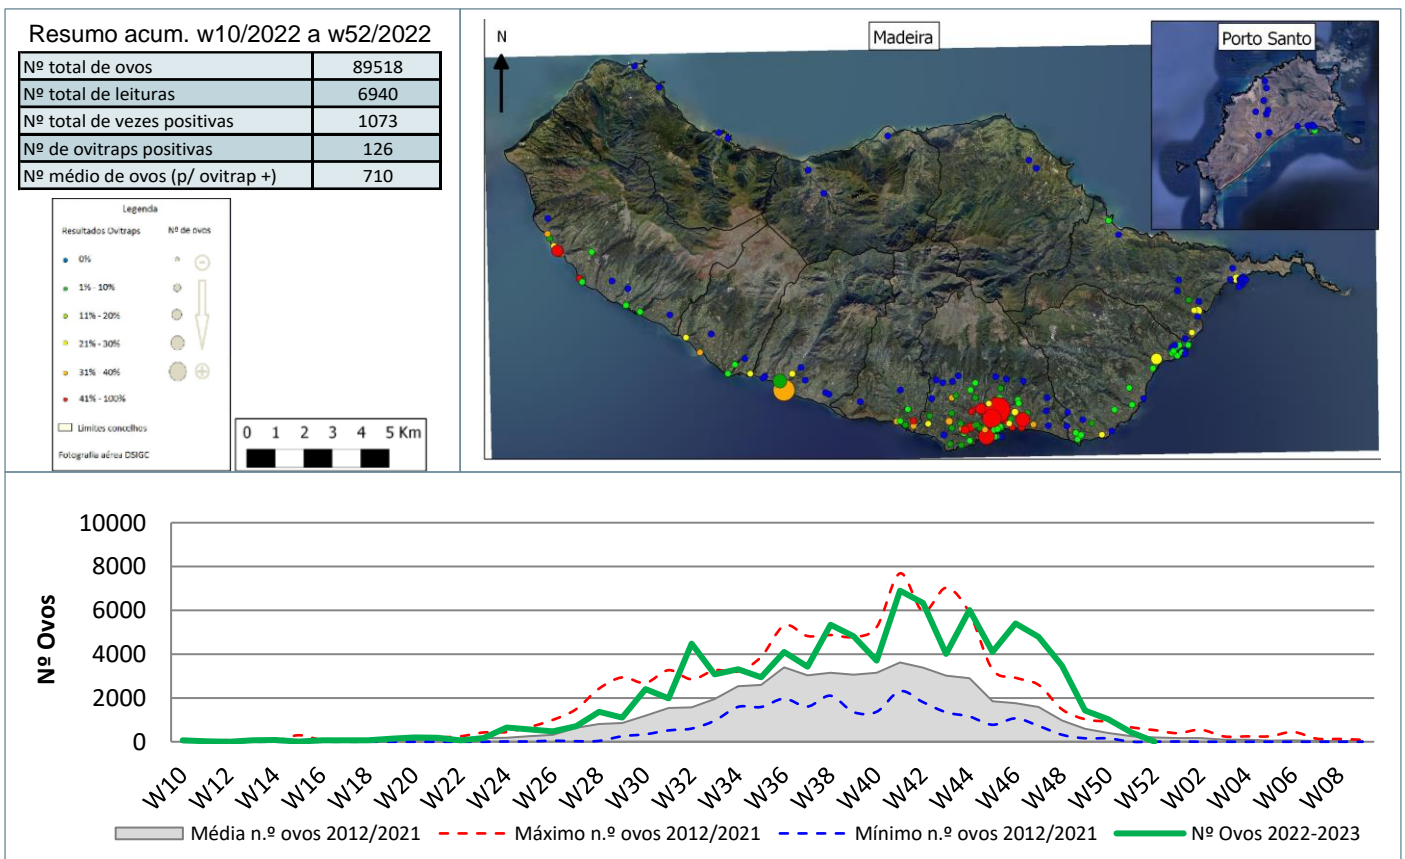 Resumo acum. w10/2022 a w52/2022
Nº total de ovos 89518
Nº total de leituras 6940
Nº total de vezes positivas 1073
Nº de ovitraps positivas 126
Nº médio de ovos (p/ ovitrap +) 710
Legenda
Resultados Ovitraps Nº de ovos
0%
1% - 10%
11% - 20%
21% - 30%
31% - 40%
41% - 100%
Limites concelhos
Fotografia aérea DSIGC
0 1 2 3 4 5 Km
N
Madeira
Porto Santo
10000
8000
6000
4000
2000
0
Nº Ovos
W10 W12 W14 W16 W18 W20 W22 W24 W26 W28 W30 W32 W34 W36 W38 W40 W42 W44 W46 W48 W50 W52 W02 W04 W06 W08
Média n.º ovos 2012/2021 Máximo n.º ovos 2012/2021 Mínimo n.º ovos 2012/2021 Nº Ovos 2022-2023